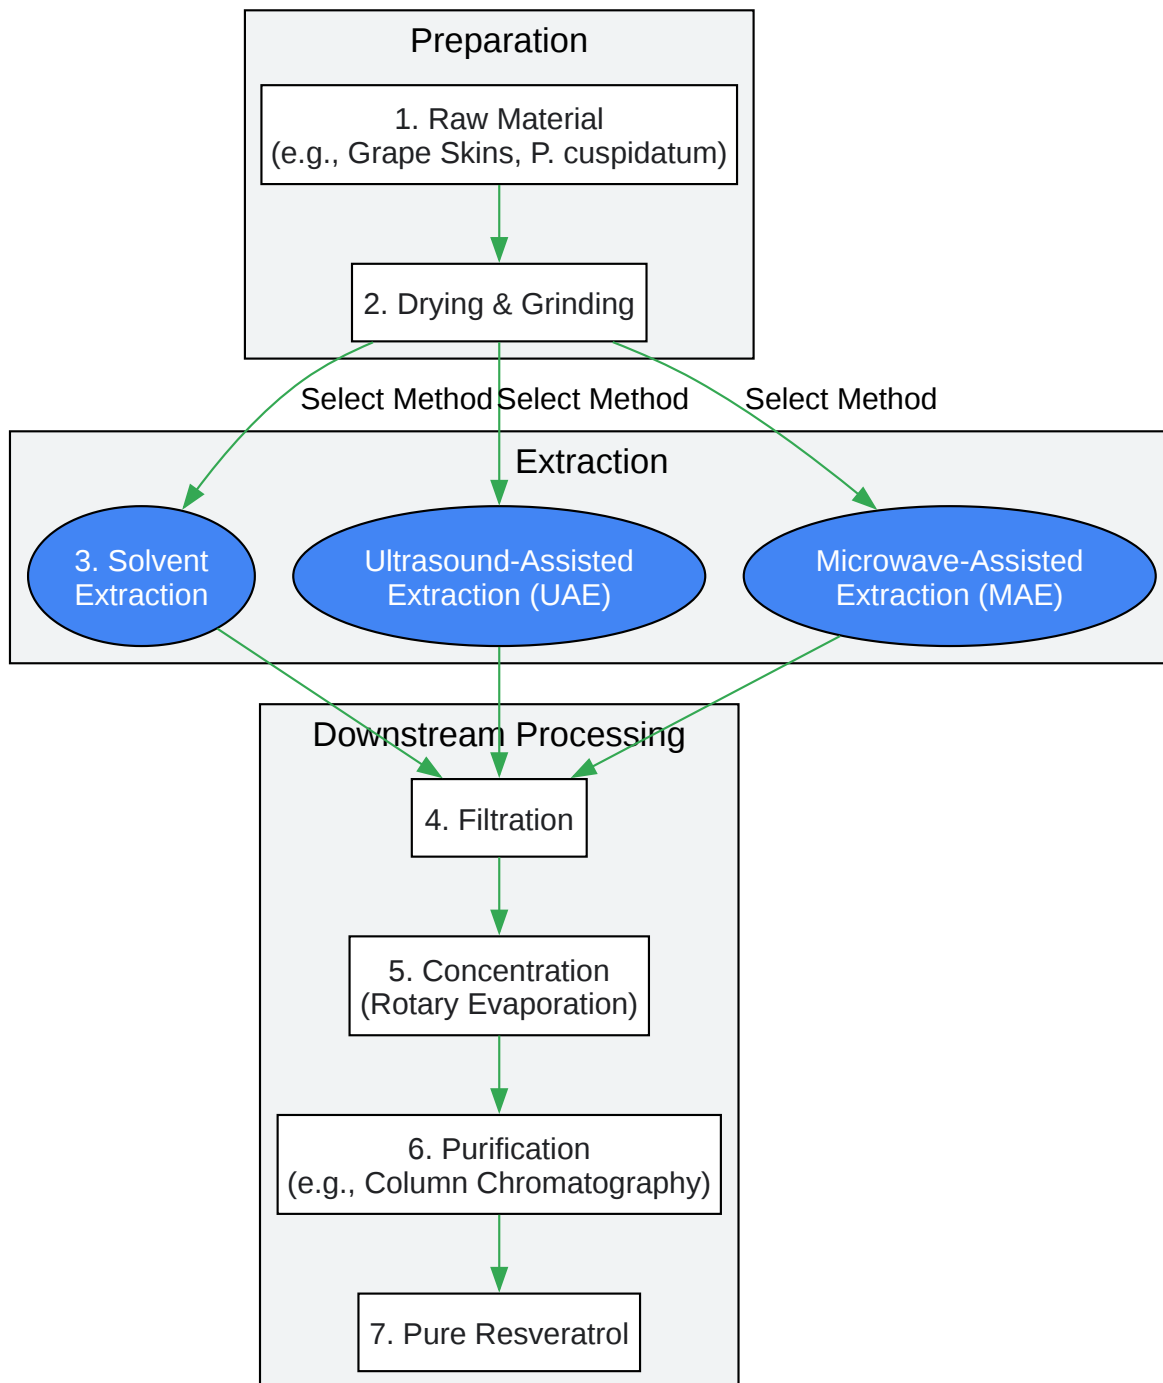 Preparation
1. Raw Material
(e.g., Grape Skins, P. cuspidatum)
2. Drying & Grinding
Select Method
Select Method
Select Method
Extraction
3. Solvent
Extraction
Ultrasound-Assisted
Extraction (UAE)
Microwave-Assisted
Extraction (MAE)
Downstream Processing
4. Filtration
5. Concentration
(Rotary Evaporation)
6. Purification
(e.g., Column Chromatography)
7. Pure Resveratrol